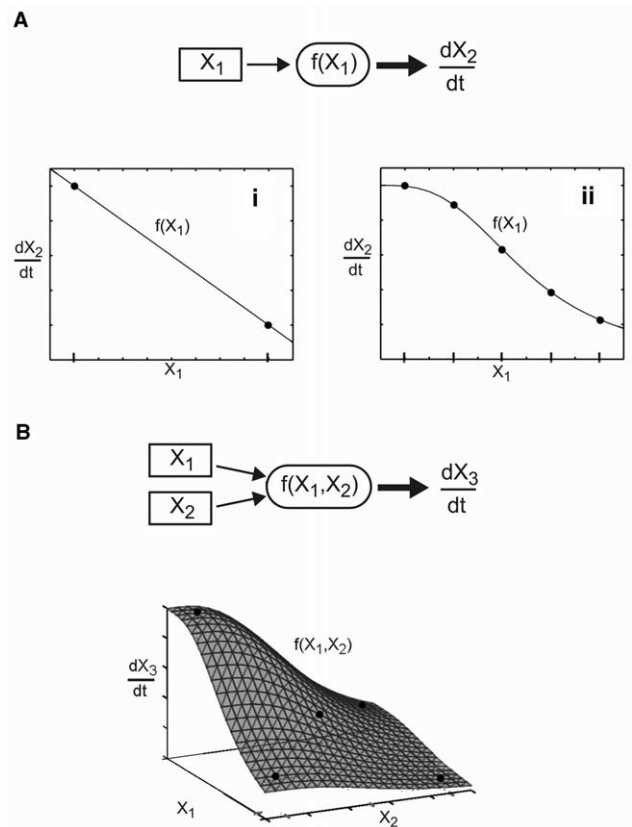 A
X₁ f(X₁) dX₂
dt
i
f(X₁)
dX₂
dt
X₁
ii
f(X₁)
dX₂
dt
X₁
B
X₁
X₂
f(X₁,X₂) dX₃
dt
f(X₁,X₂)
dX₃
dt
X₁
X₂